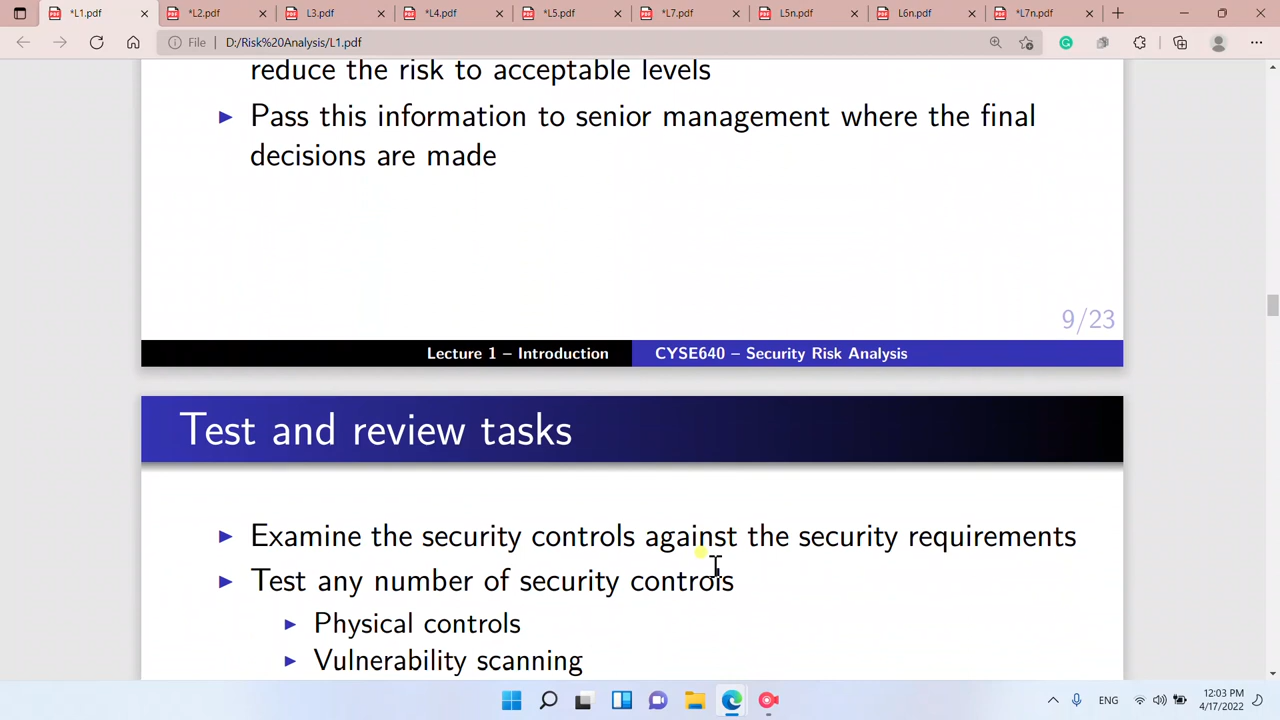 *L1.pdf
*L2.pdf
L3.pdf
*L4.pdf
*L5.pdf
*L7.pdf
L5n.pdf
L6n.pdf
*L7n.pdf
File
D:/Risk%20Analysis/L1.pdf
reduce the risk to acceptable levels
Pass this information to senior management where the final
decisions are made
9/23
Lecture 1 – Introduction
CYSE640 – Security Risk Analysis
Test and review tasks
Examine the security controls against the security requirements
Test any number of security controls
Physical controls
Vulnerability scanning
ENG
12:03 PM
4/17/2022